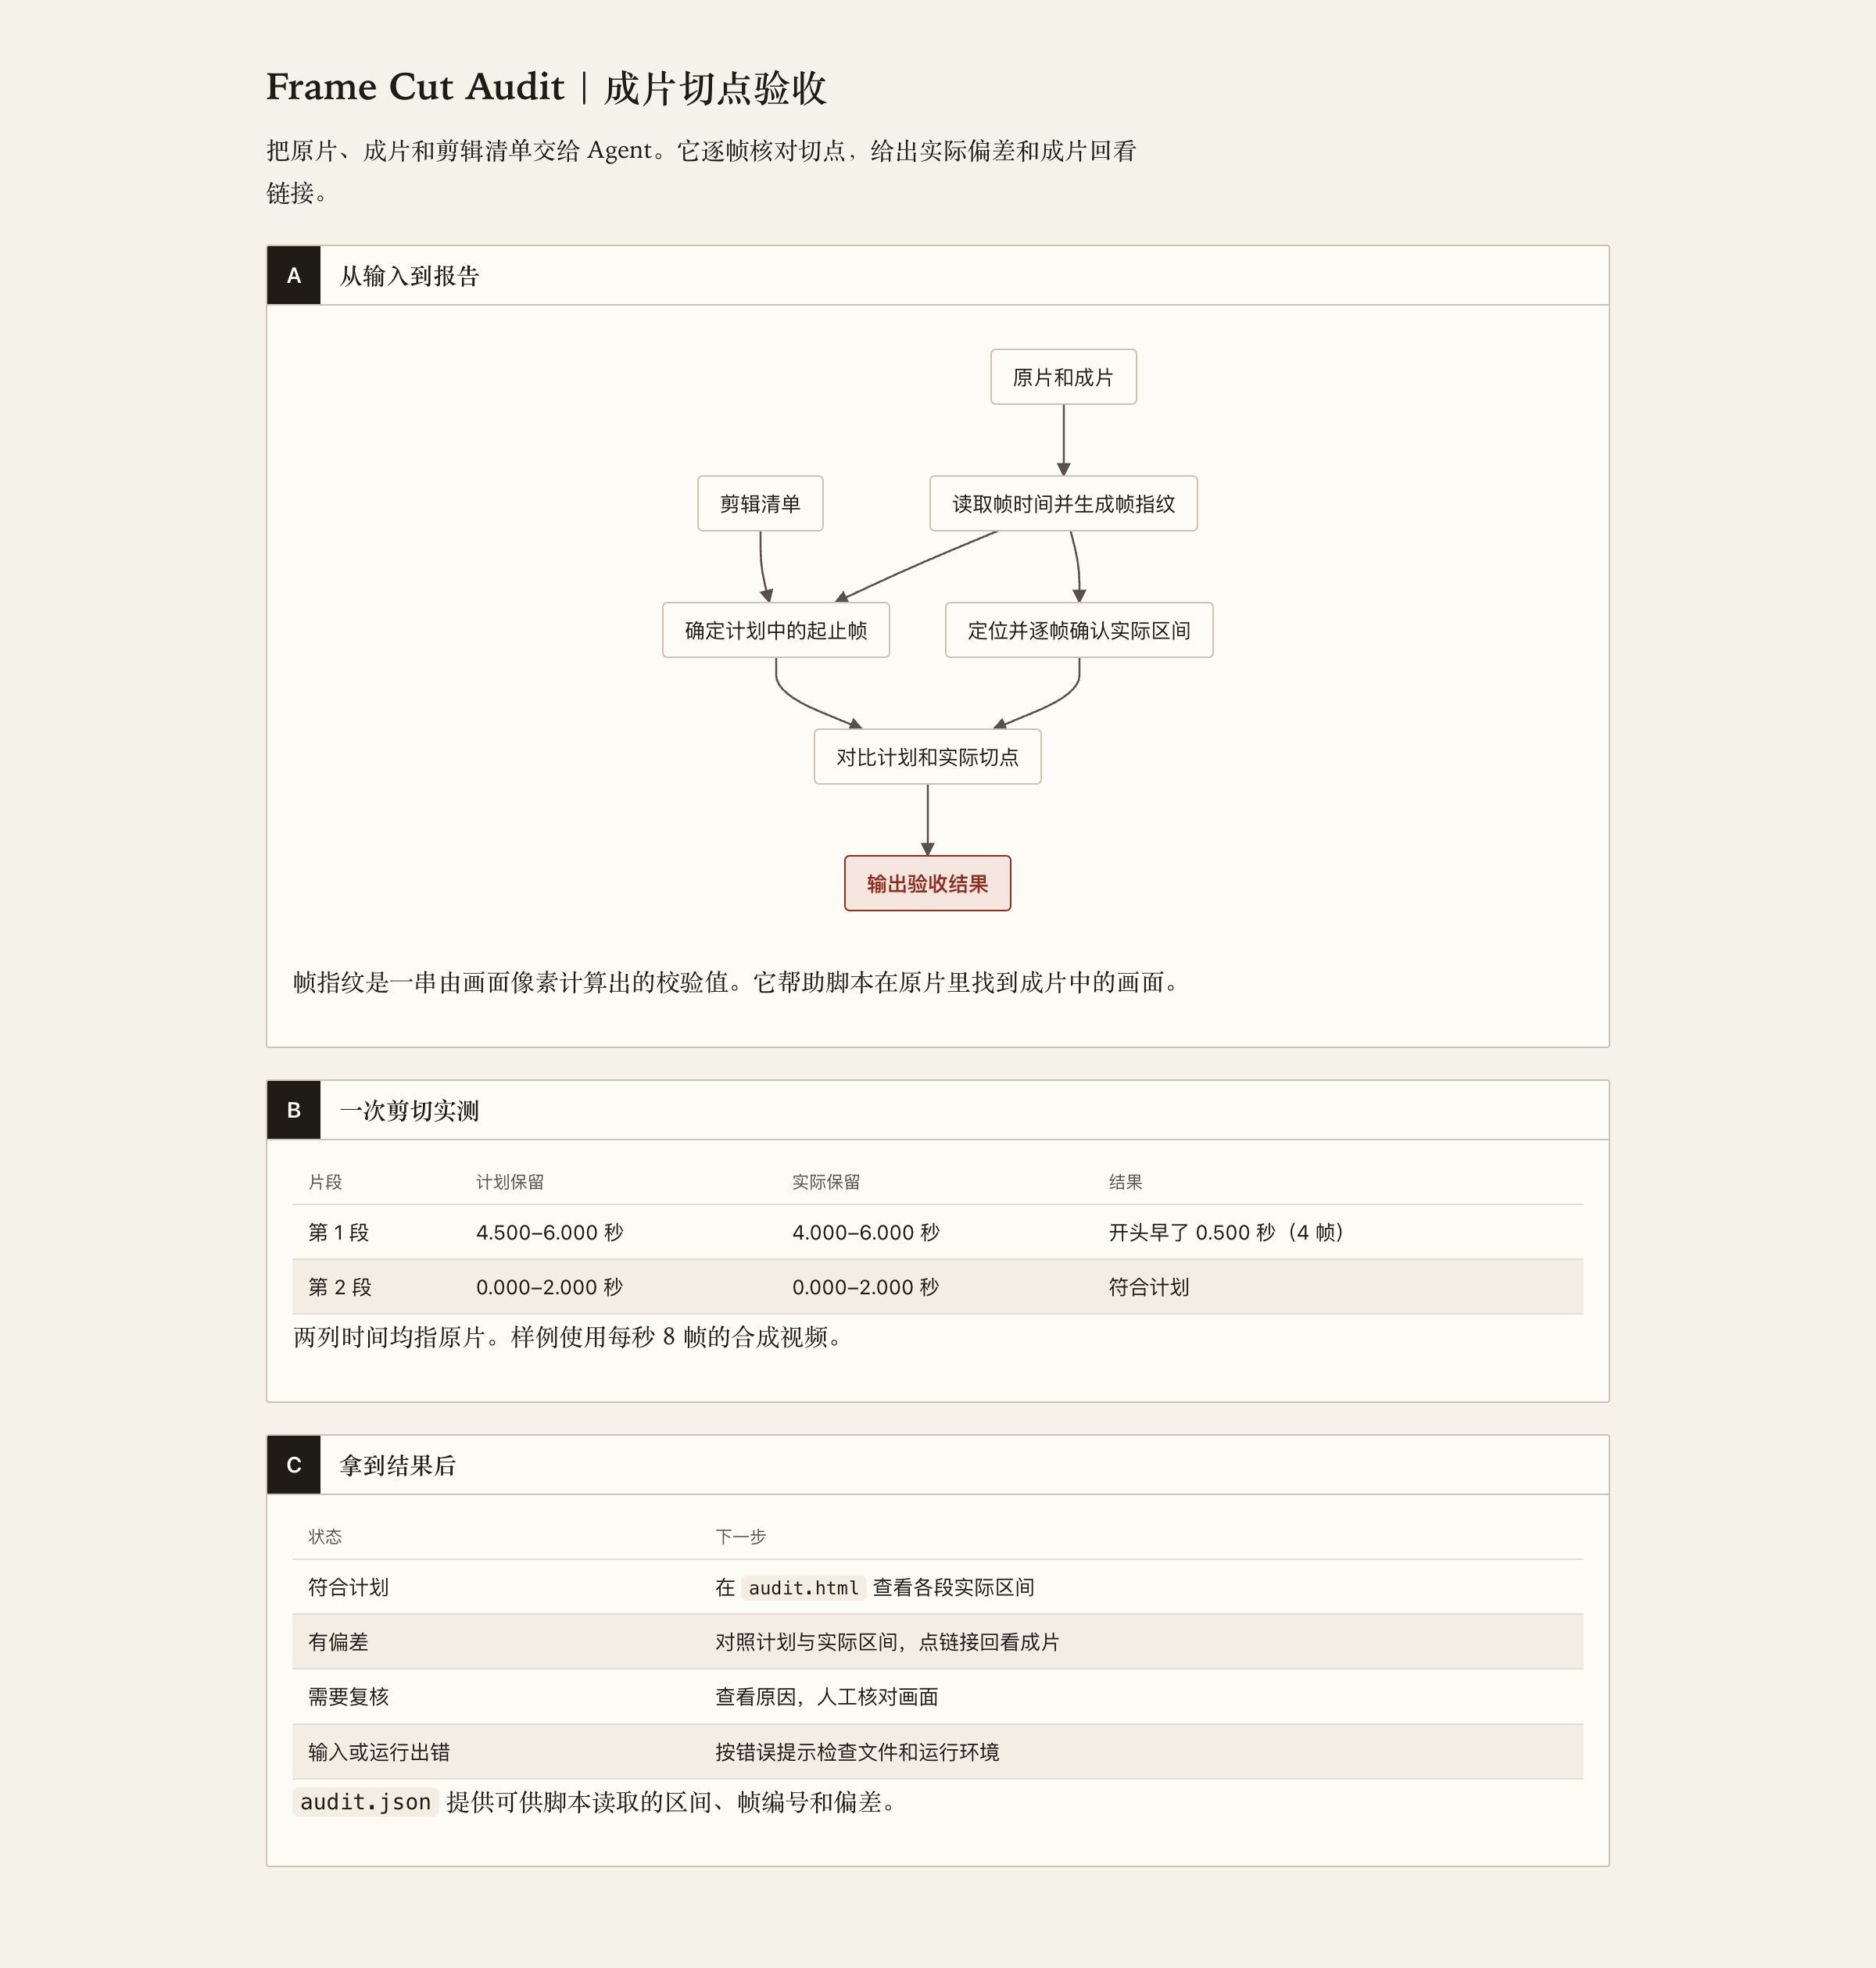 Frame Cut Audit｜成片切点验收
把原片、成片和剪辑清单交给 Agent。它逐帧核对切点，给出实际偏差和成片回看
链接。
A 从输入到报告
原片和成片
剪辑清单
读取帧时间并生成帧指纹
确定计划中的起止帧
定位并逐帧确认实际区间
对比计划和实际切点
输出验收结果
帧指纹是一串由画面像素计算出的校验值。它帮助脚本在原片里找到成片中的画面。
B 一次剪切实测
片段 计划保留 实际保留 结果
第 1 段 4.500–6.000 秒 4.000–6.000 秒 开头早了 0.500 秒（4 帧）
第 2 段 0.000–2.000 秒 0.000–2.000 秒 符合计划
两列时间均指原片。样例使用每秒 8 帧的合成视频。
C 拿到结果后
状态 下一步
符合计划 在 audit.html 查看各段实际区间
有偏差 对照计划与实际区间，点链接回看成片
需要复核 查看原因，人工核对画面
输入或运行出错 按错误提示检查文件和运行环境
audit.json 提供可供脚本读取的区间、帧编号和偏差。